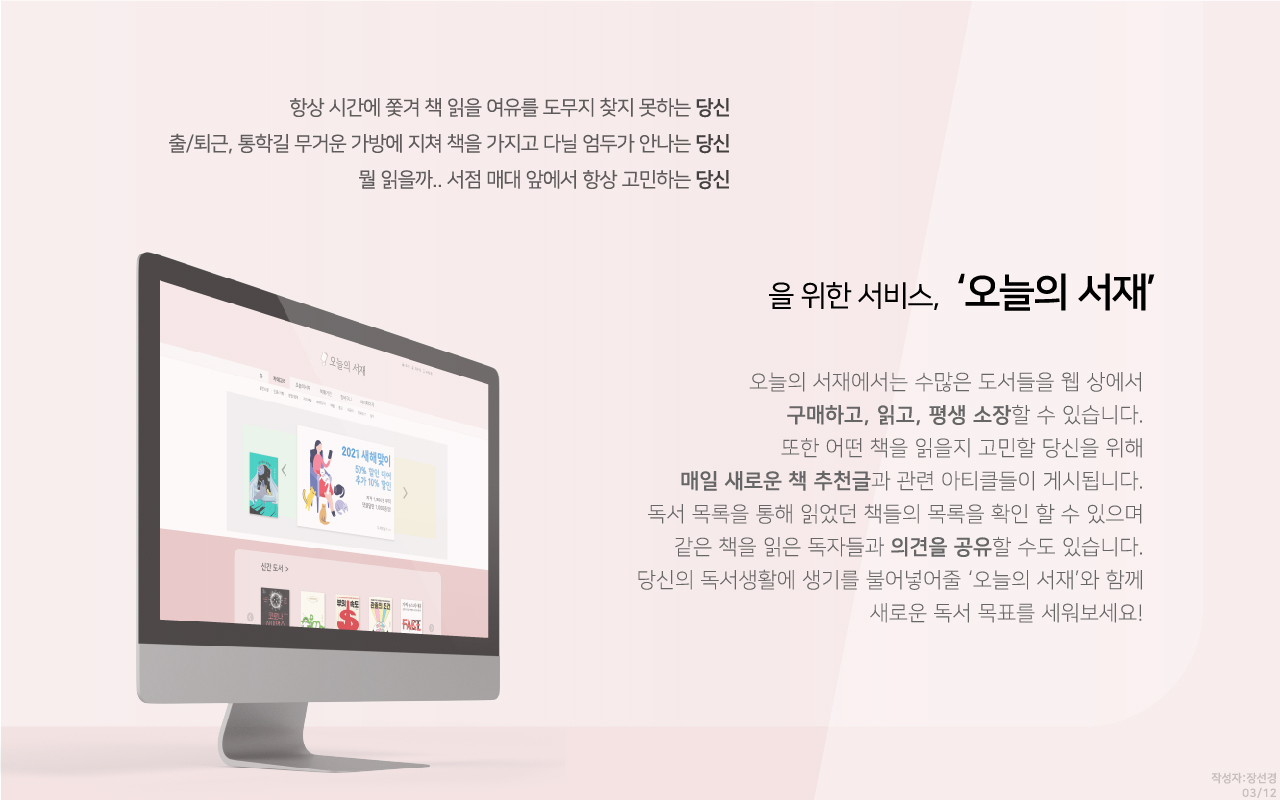 항상 시간에 쫓겨 책 읽을 여유를 도무지 찾지 못하는 당신
출/퇴근, 통학길 무거운 가방에 지쳐 책을 가지고 다닐 엄두가 안나는 당신
뭘 읽을까.. 서점 매대 앞에서 항상 고민하는 당신
을 위한 서비스, ‘오늘의 서재’
오늘의 서재에서는 수많은 도서들을 웹 상에서
구매하고, 읽고, 평생 소장할 수 있습니다.
또한 어떤 책을 읽을지 고민할 당신을 위해
매일 새로운 책 추천글과 관련 아티클들이 게시됩니다.
독서 목록을 통해 읽었던 책들의 목록을 확인 할 수 있으며
같은 책을 읽은 독자들과 의견을 공유할 수도 있습니다.
당신의 독서생활에 생기를 불어넣어줄 ‘오늘의 서재’와 함께
새로운 독서 목표를 세워보세요!
오늘의 서재
2021 새해맞이
50% 할인 쿠폰
추가 10% 할인
신간 도서 >
부의 속도
관종의 조건
작성자:장선경
03/12